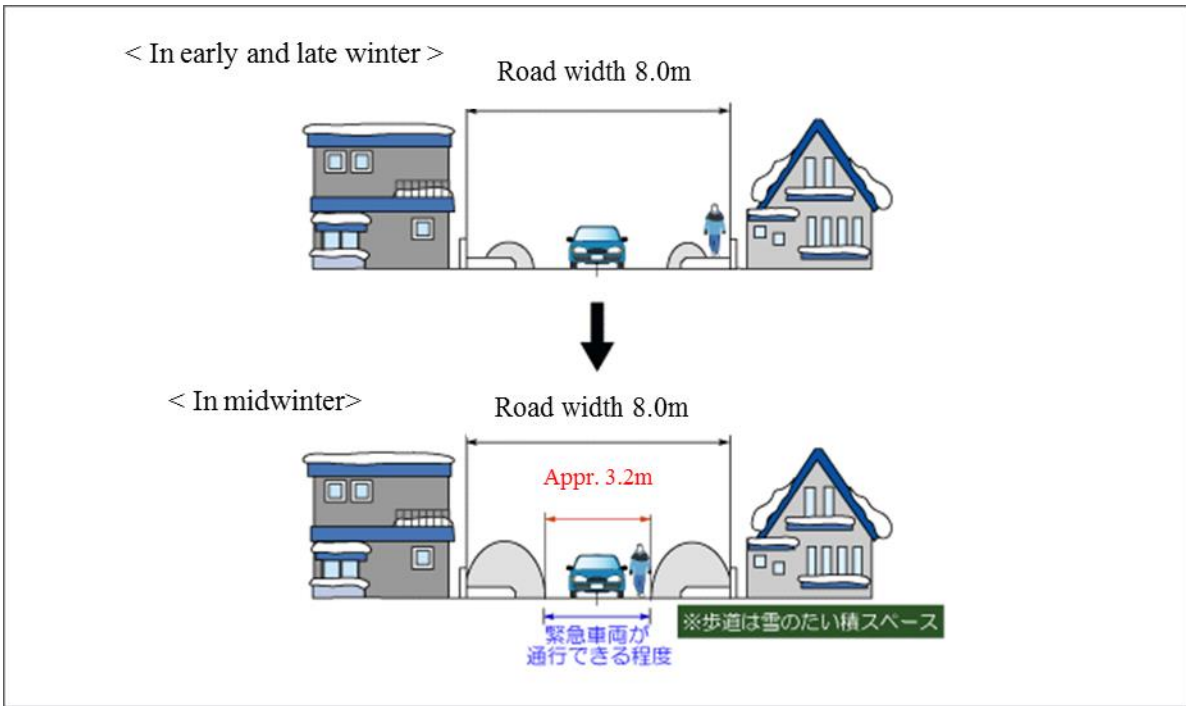 < In early and late winter >
Road width 8.0m
< In midwinter>
Road width 8.0m
Appr. 3.2m
緊急車両が
通行できる程度
※歩道は雪のたい積スペース